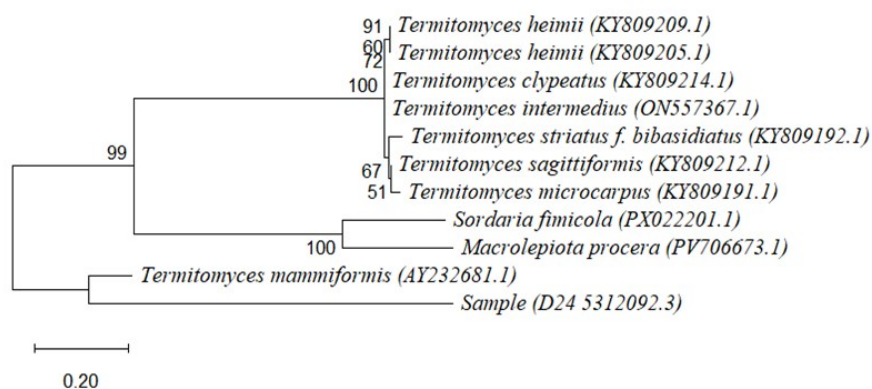 91 Termitomyces heimii (KY809209.1)
60 Termitomyces heimii (KY809205.1)
72
100 Termitomyces clypeatus (KY809214.1)
Termitomyces intermedius (ON557367.1)
Termitomyces striatus f. bibasidiatus (KY809192.1)
99
67 Termitomyces sagittiformis (KY809212.1)
51 Termitomyces microcarpus (KY809191.1)
Sordaria fimicola (PX022201.1)
100 Macrolepiota procera (PV706673.1)
Termitomyces mammiformis (AY232681.1)
Sample (D24 5312092.3)
0.20